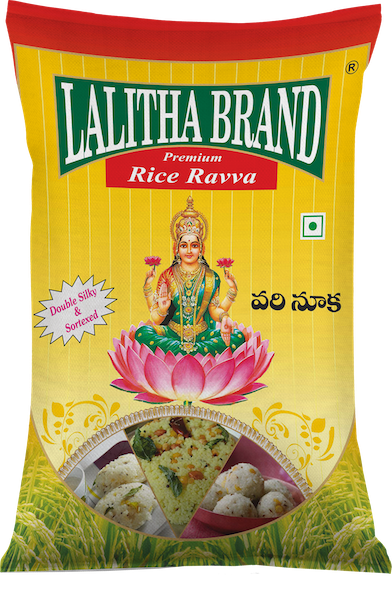 LALITHA BRAND
®
Premium
Rice Ravva
వరి నూక
Double Silky
&
Sortexed